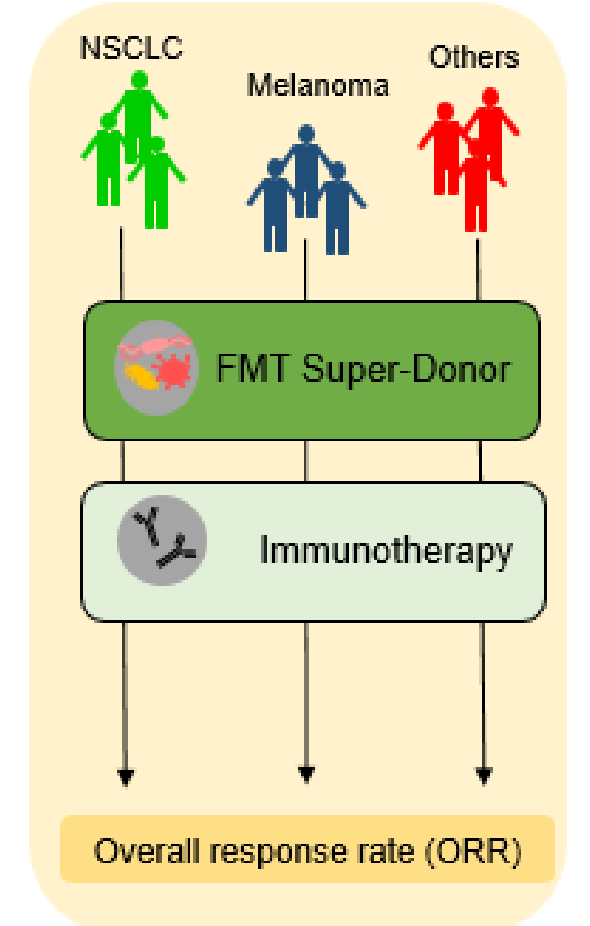 NSCLC
Melanoma
Others
FMT Super-Donor
Immunotherapy
Overall response rate (ORR)